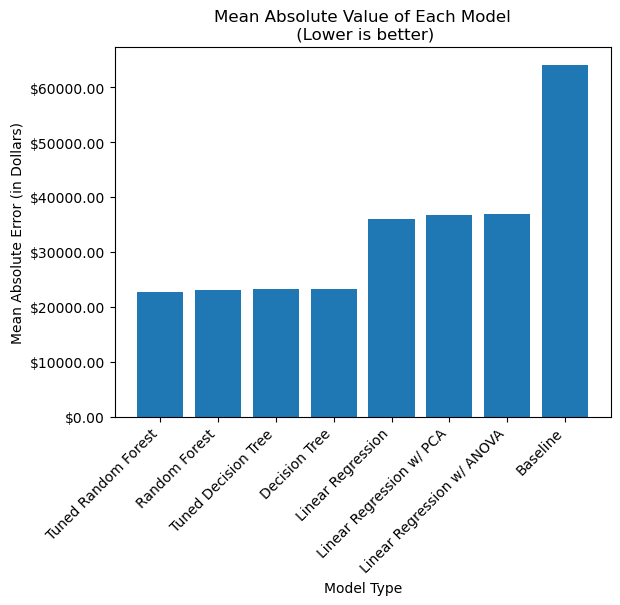 Mean Absolute Value of Each Model
(Lower is better)
Mean Absolute Error (in Dollars)
$60000.00
$50000.00
$40000.00
$30000.00
$20000.00
$10000.00
$0.00
Tuned Random Forest
Random Forest
Tuned Decision Tree
Decision Tree
Linear Regression
Linear Regression w/ PCA
Linear Regression w/ ANOVA
Baseline
Model Type